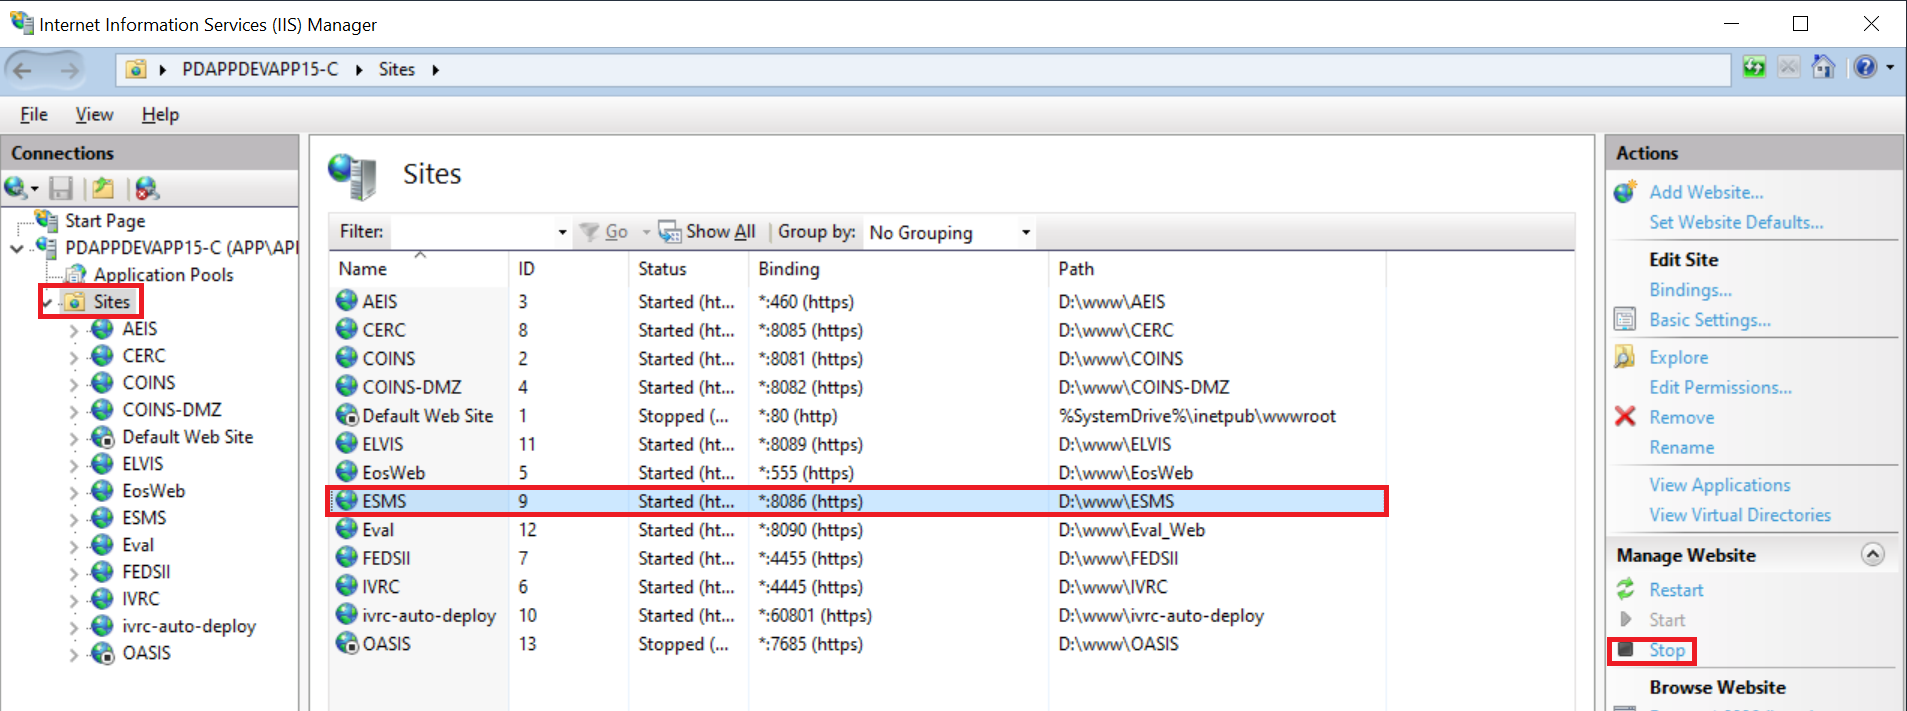 Internet Information Services (IIS) Manager
PDAPPDEVAPP15-C Sites
File View Help
Connections
Start Page
PDAPPDEVAPP15-C (APP\API
Application Pools
Sites
AEIS
CERC
COINS
COINS-DMZ
Default Web Site
ELVIS
EosWeb
ESMS
Eval
FEDSII
IVRC
ivrc-auto-deploy
OASIS
Sites
Filter: Go Show All Group by: No Grouping
Name ID Status Binding Path
AEIS 3 Started (ht... *:460 (https) D:\www\AEIS
CERC 8 Started (ht... *:8085 (https) D:\www\CERC
COINS 2 Started (ht... *:8081 (https) D:\www\COINS
COINS-DMZ 4 Started (ht... *:8082 (https) D:\www\COINS-DMZ
Default Web Site 1 Stopped (... *:80 (http) %SystemDrive%\inetpub\wwwroot
ELVIS 11 Started (ht... *:8089 (https) D:\www\ELVIS
EosWeb 5 Started (ht... *:555 (https) D:\www\EosWeb
ESMS 9 Started (ht... *:8086 (https) D:\www\ESMS
Eval 12 Started (ht... *:8090 (https) D:\www\Eval_Web
FEDSII 7 Started (ht... *:4455 (https) D:\www\FEDSII
IVRC 6 Started (ht... *:4445 (https) D:\www\IVRC
ivrc-auto-deploy 10 Started (ht... *:60801 (https) D:\www\ivrc-auto-deploy
OASIS 13 Stopped (... *:7685 (https) D:\www\OASIS
Actions
Add Website...
Set Website Defaults...
Edit Site
Bindings...
Basic Settings...
Explore
Edit Permissions...
Remove
Rename
View Applications
View Virtual Directories
Manage Website
Restart
Start
Stop
Browse Website